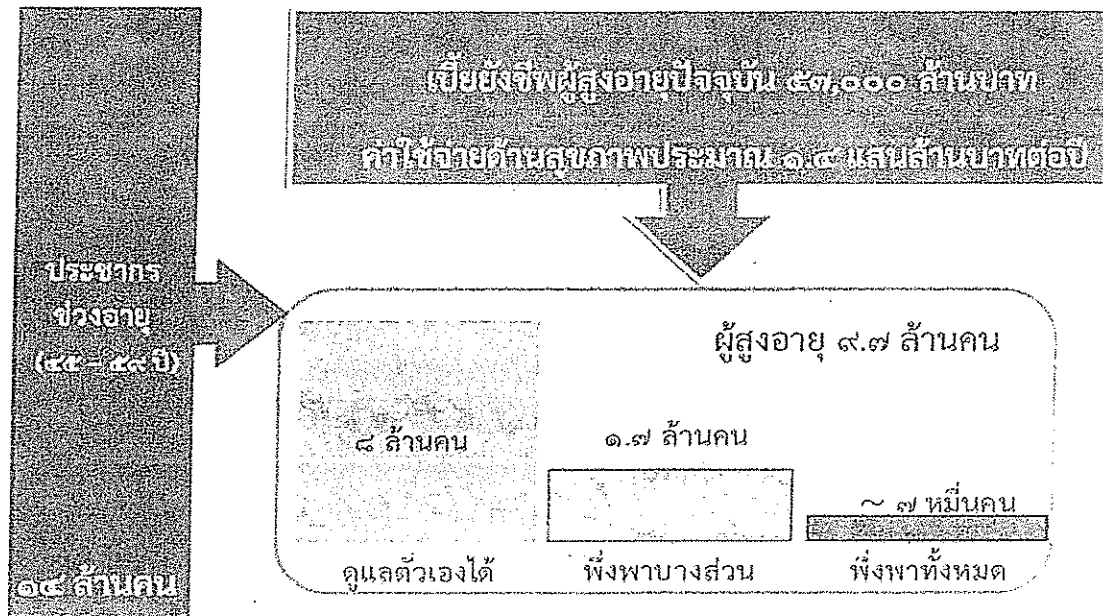 เบี้ยยังชีพผู้สูงอายุปัจจุบัน ๕๗,๐๐๐ ล้านบาท
ค่าใช้จ่ายด้านสุขภาพประมาณ ๑.๔ แสนล้านบาทต่อปี
ประชากร
ช่วงอายุ
(๔๕ - ๕๙ ปี)
๑๔ ล้านคน
ผู้สูงอายุ ๙.๗ ล้านคน
๘ ล้านคน
๑.๗ ล้านคน
~ ๗ หมื่นคน
ดูแลตัวเองได้
พึ่งพาบางส่วน
พึ่งพาทั้งหมด